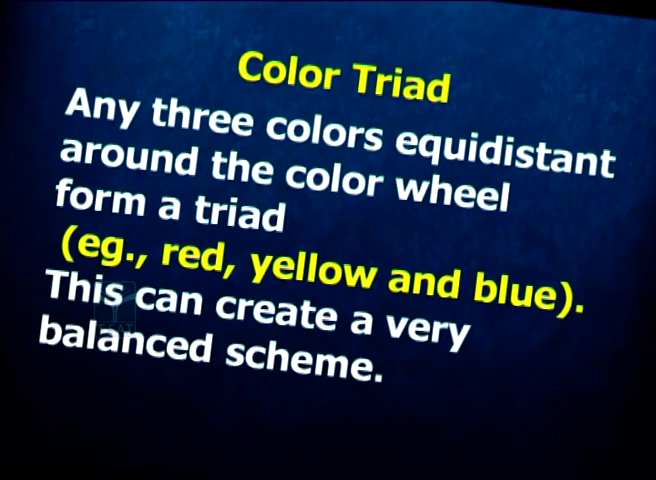 Color Triad
Any three colors equidistant
around the color wheel
form a triad
(eg., red, yellow and blue).
This can create a very
balanced scheme.